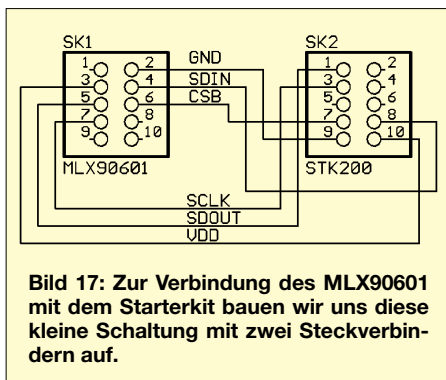 SK1
SK2
1 2
3 4
5 6
7 8
9 10
GND
SDIN
CSB
1 2
3 4
5 6
7 8
9 10
MLX90601
STK200
SCLK
SDOUT
VDD
Bild 17: Zur Verbindung des MLX90601
mit dem Starterkit bauen wir uns diese
kleine Schaltung mit zwei Steckverbin-
dern auf.